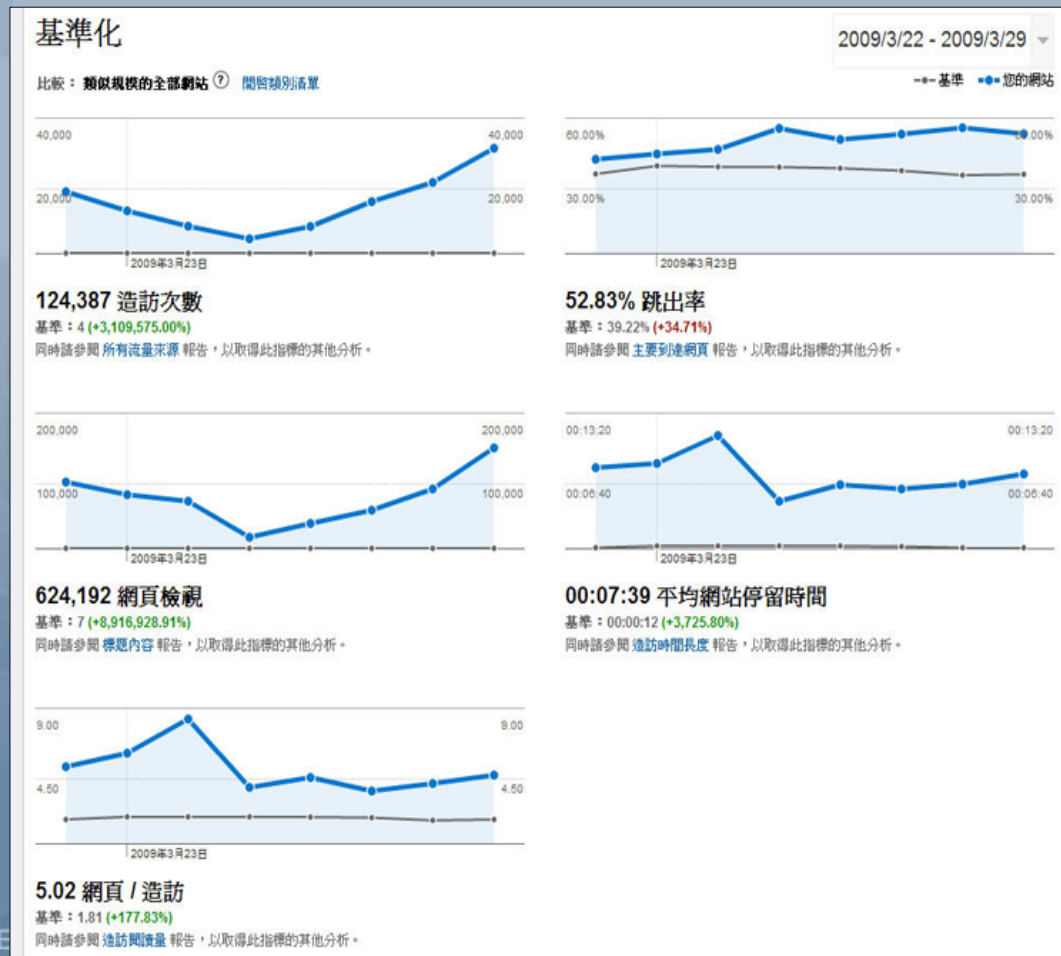 基準化
2009/3/22 - 2009/3/29
比較： 類似規模的全部網站 ? 開啟類別清單
基準 您的網站
40,000 40,000
20,000 20,000
2009年3月23日
124,387 造訪次數
基準：4 (+3,109,575.00%)
同時請參閱 所有流量來源 報告，以取得此指標的其他分析。
60.00% 60.00%
30.00% 30.00%
2009年3月23日
52.83% 跳出率
基準：39.22% (+34.71%)
同時請參閱 主要到達網頁 報告，以取得此指標的其他分析。
200,000 200,000
100,000 100,000
2009年3月23日
624,192 網頁檢視
基準：7 (+8,916,928.91%)
同時請參閱 標題內容 報告，以取得此指標的其他分析。
00:13:20 00:13:20
00:06:40 00:06:40
2009年3月23日
00:07:39 平均網站停留時間
基準：00:00:12 (+3,725.80%)
同時請參閱 造訪時間長度 報告，以取得此指標的其他分析。
9.00 9.00
4.50 4.50
2009年3月23日
5.02 網頁 / 造訪
基準：1.81 (+177.83%)
同時請參閱 造訪閱讀量 報告，以取得此指標的其他分析。